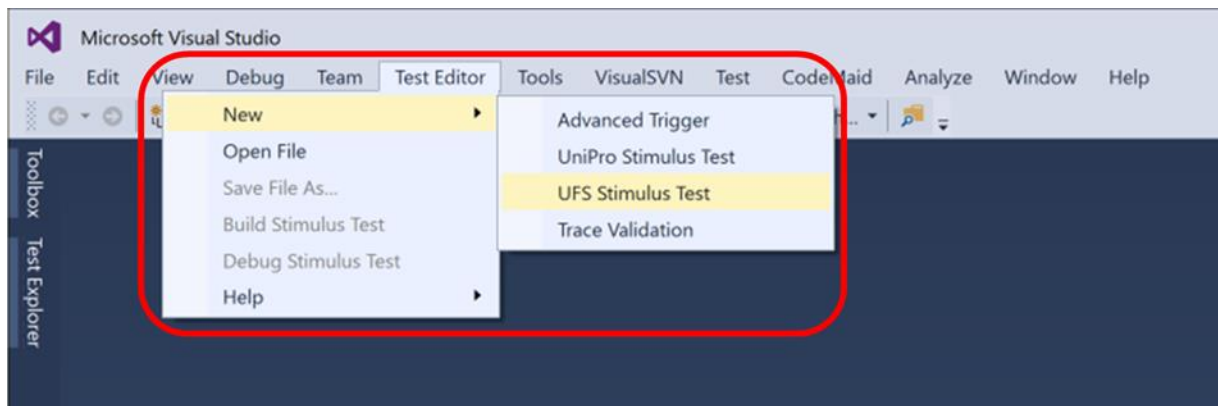 Microsoft Visual Studio
File Edit View Debug Team Test Editor Tools VisualSVN Test CodeMaid Analyze Window Help
New Advanced Trigger
Open File UniPro Stimulus Test
Save File As... UFS Stimulus Test
Build Stimulus Test Trace Validation
Debug Stimulus Test
Help
Toolbox
Test Explorer